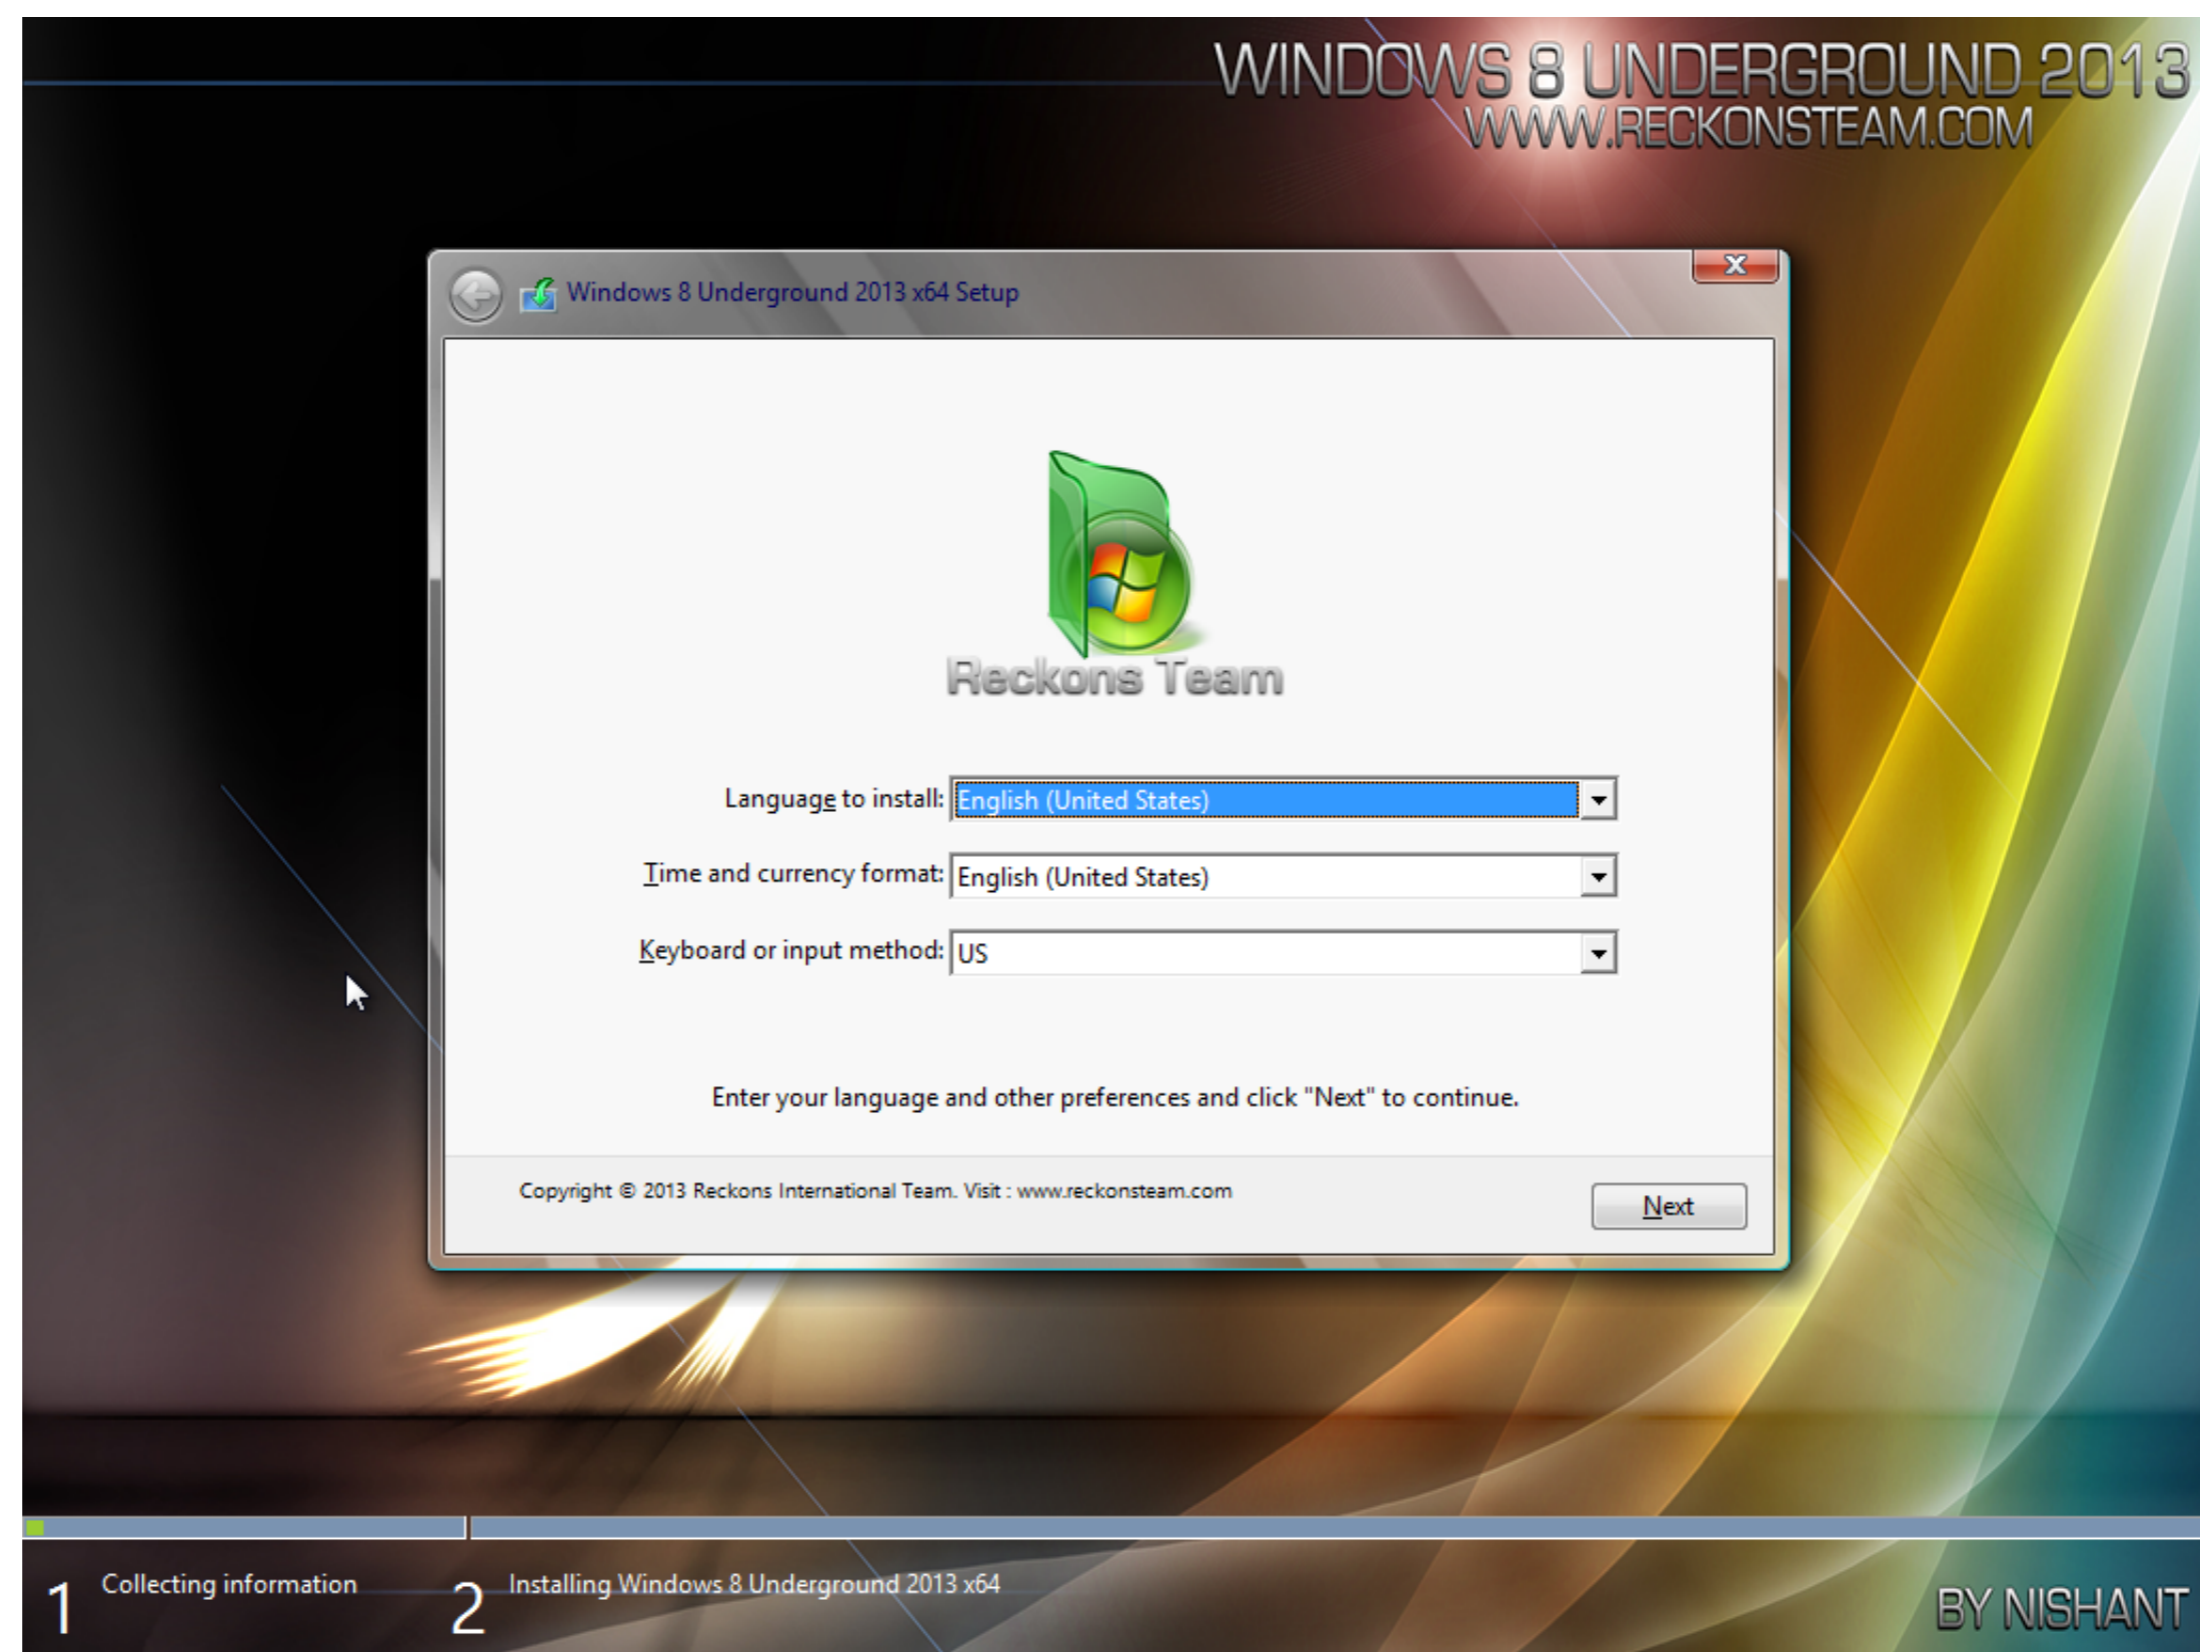 WINDOWS 8 UNDERGROUND 2013
WWW.RECKONSTEAM.COM
Windows 8 Underground 2013 x64 Setup
Reckons Team
Language to install: English (United States)
Time and currency format: English (United States)
Keyboard or input method: US
Enter your language and other preferences and click "Next" to continue.
Copyright © 2013 Reckons International Team. Visit : www.reckonsteam.com
Next
1 Collecting information
2 Installing Windows 8 Underground 2013 x64
BY NISHANT